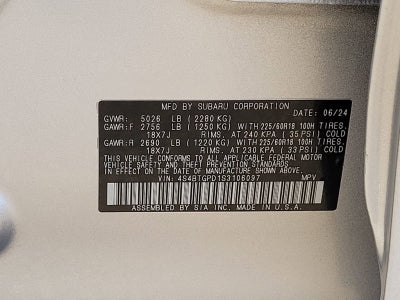 MFD BY SUBARU CORPORATION
GVWR: 5026 LB (2280 KG) DATE: 06/24
GAWR:F 2756 LB (1250 KG) WITH 225/60R18 100H TIRES.
18X7J RIMS. AT 240 KPA (35 PSI) COLD
GAWR:R 2690 LB (1220 KG) WITH 225/60R18 100H TIRES.
18X7J RIMS. AT 230 KPA (33 PSI) COLD
THIS VEHICLE CONFORMS TO ALL APPLICABLE FEDERAL MOTOR
VEHICLE SAFETY, BUMPER, AND THEFT PREVENTION STANDARDS
IN EFFECT ON THE DATE OF MANUFACTURE SHOWN ABOVE.
VIN: 4S4BTGPD1S3106097 MPV
ASSEMBLED BY SIA INC. MADE IN U.S.A.